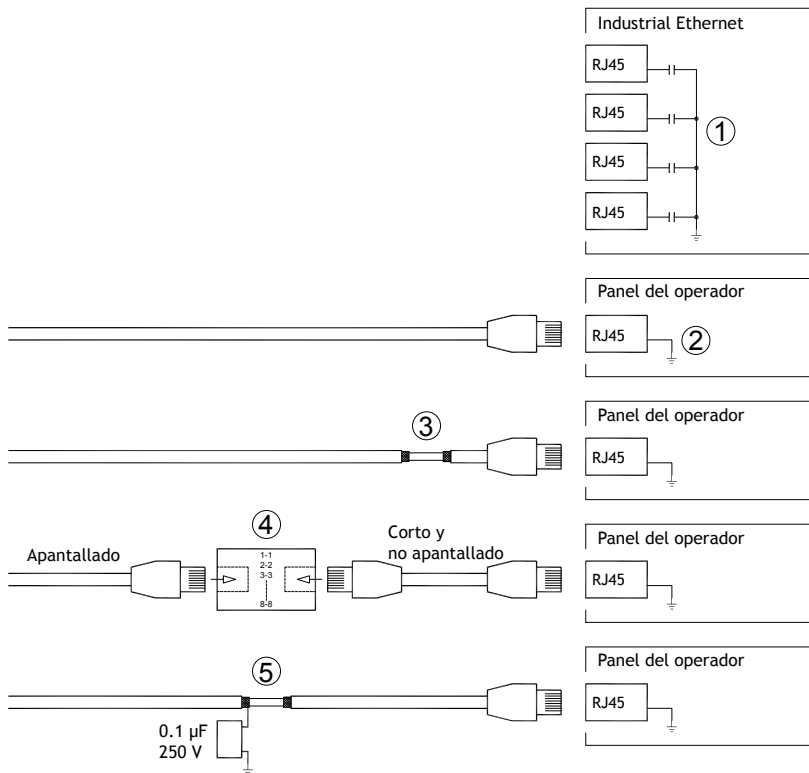 Industrial Ethernet
RJ45
RJ45
1
RJ45
RJ45
Panel del operador
RJ45
2
Panel del operador
3
RJ45
Panel del operador
4
Apantallado
1-1
2-2
3-3
8-8
Corto y
no apantallado
RJ45
Panel del operador
5
RJ45
0.1 µF
250 V